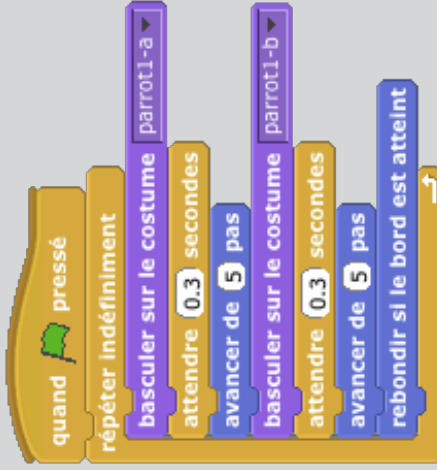 quand pressé
répéter indéfiniment
basculer sur le costume parrot1-a
attendre 0.3 secondes
avancer de 5 pas
basculer sur le costume parrot1-b
attendre 0.3 secondes
avancer de 5 pas
rebondir si le bord est atteint